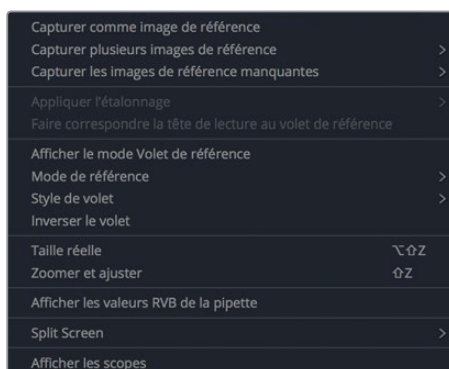 Capturer comme image de référence
Capturer plusieurs images de référence >
Capturer les images de référence manquantes >
Appliquer l'étalonnage >
Faire correspondre la tête de lecture au volet de référence
Afficher le mode Volet de référence
Mode de référence >
Style de volet >
Inverser le volet
Taille réelle ⌥⇧Z
Zoomer et ajuster ⇧Z
Afficher les valeurs RVB de la pipette
Split Screen >
Afficher les scopes